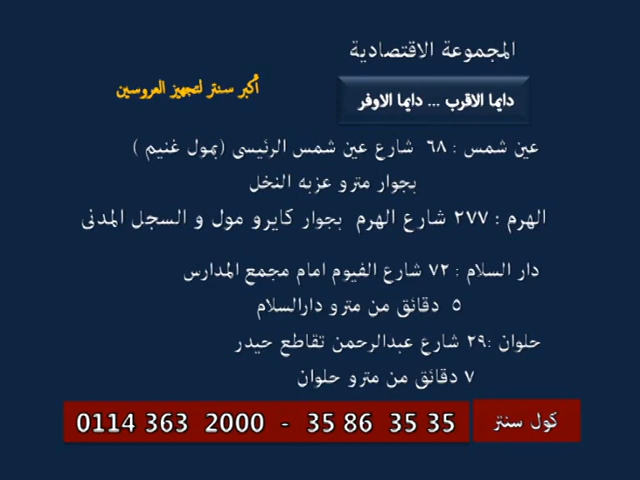 المجموعة الاقتصادية
أكبر سنتر لتجهيز العروسين
دايما الاقرب ... دايما الاوفر
عين شمس : ٦٨ شارع عين شمس الرئيسى (بمول غنيم )
بجوار مترو عزبه النخل
الهرم : ٢٧٧ شارع الهرم بجوار كايرو مول و السجل المدنى
دار السلام : ٧٢ شارع الفيوم امام مجمع المدارس
٥ دقائق من مترو دارالسلام
حلوان :٢٩ شارع عبدالرحمن تقاطع حيدر
٧ دقائق من مترو حلوان
كول سنتر
0114 363 2000 - 35 86 35 35